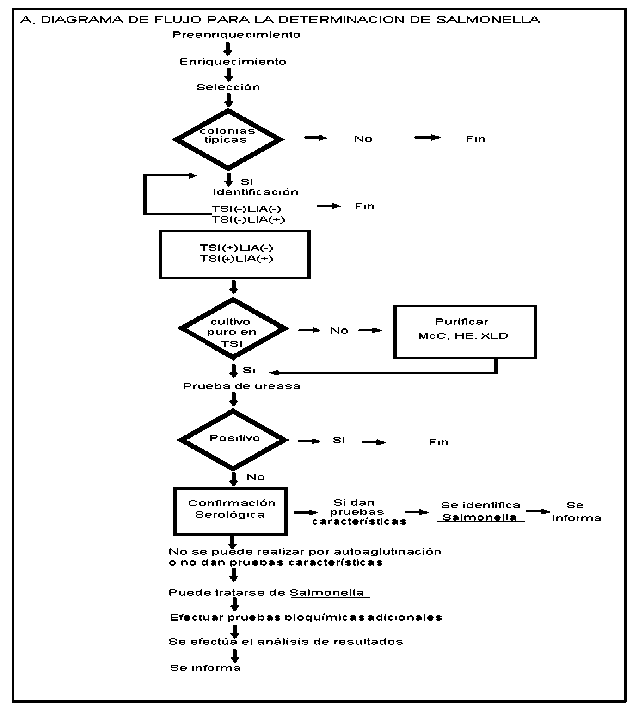 A. DIAGRAMA DE FLUJO PARA LA DETERMINACION DE SALMONELLA
Preenriquecimiento
Enriquecimiento
Selección
colonias
típicas
No
Fin
Si
Identificación
TSI(-)LIA(-)
TSI(-)LIA(+)
Fin
TSI(+)LIA(-)
TSI(+)LIA(+)
cultivo
puro en
TSI
No
Purificar
McC, HE. XLD
Si
Prueba de ureasa
Positivo
Si
Fin
No
Confirmación
Serológica
Si dan
pruebas
características
Se identifica
Salmonella
Se
Informa
No se puede realizar por autoaglutinación
o no dan pruebas características
Puede tratarse de Salmonella
Efectuar pruebas bioquímicas adicionales
Se efectúa el análisis de resultados
Se informa